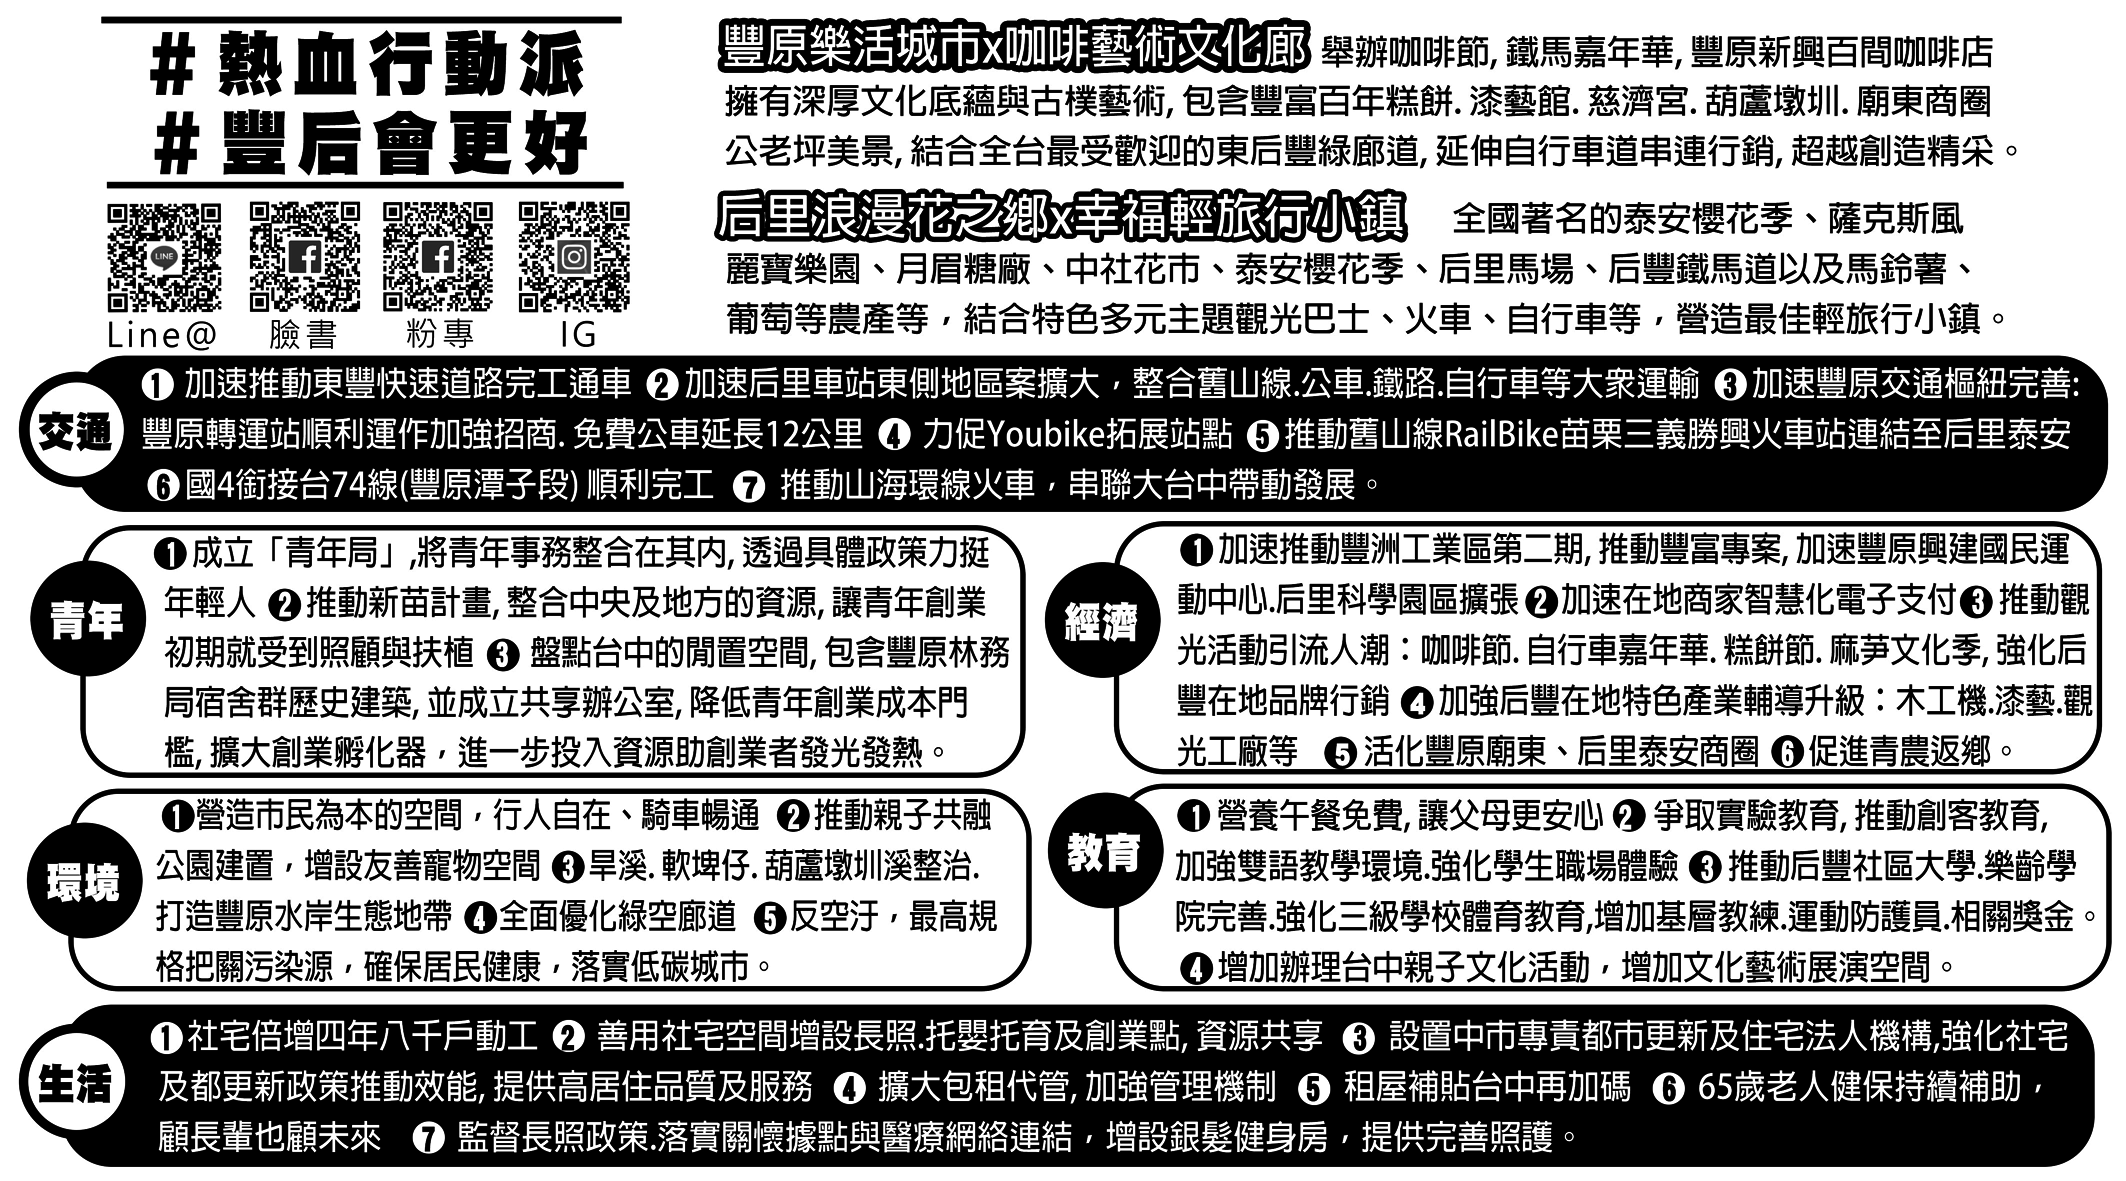 # 熱血行動派
# 豐后會更好
LINE
Line@ 臉書 粉專 IG
豐原樂活城市x咖啡藝術文化廊 舉辦咖啡節, 鐵馬嘉年華, 豐原新興百間咖啡店
擁有深厚文化底蘊與古樸藝術, 包含豐富百年糕餅. 漆藝館. 慈濟宮. 葫蘆墩圳. 廟東商圈
公老坪美景, 結合全台最受歡迎的東后豐綠廊道, 延伸自行車道串連行銷, 超越創造精采。
后里浪漫花之鄉x幸福輕旅行小鎮 全國著名的泰安櫻花季、薩克斯風
麗寶樂園、月眉糖廠、中社花市、泰安櫻花季、后里馬場、后豐鐵馬道以及馬鈴薯、
葡萄等農產等，結合特色多元主題觀光巴士、火車、自行車等，營造最佳輕旅行小鎮。
交通
❶ 加速推動東豐快速道路完工通車 ❷ 加速后里車站東側地區案擴大，整合舊山線.公車.鐵路.自行車等大眾運輸 ❸ 加速豐原交通樞紐完善:
豐原轉運站順利運作加強招商. 免費公車延長12公里 ❹ 力促Youbike拓展站點 ❺ 推動舊山線RailBike苗栗三義勝興火車站連結至后里泰安
❻ 國4銜接台74線(豐原潭子段) 順利完工 ❼ 推動山海環線火車，串聯大台中帶動發展。
青年
❶ 成立「青年局」,將青年事務整合在其內, 透過具體政策力挺
年輕人 ❷ 推動新苗計畫, 整合中央及地方的資源, 讓青年創業
初期就受到照顧與扶植 ❸ 盤點台中的閒置空間, 包含豐原林務
局宿舍群歷史建築, 並成立共享辦公室, 降低青年創業成本門
檻, 擴大創業孵化器，進一步投入資源助創業者發光發熱。
經濟
❶ 加速推動豐洲工業區第二期, 推動豐富專案, 加速豐原興建國民運
動中心.后里科學園區擴張 ❷ 加速在地商家智慧化電子支付 ❸ 推動觀
光活動引流人潮：咖啡節. 自行車嘉年華. 糕餅節. 麻芛文化季, 強化后
豐在地品牌行銷 ❹ 加強后豐在地特色產業輔導升級：木工機.漆藝.觀
光工廠等 ❺ 活化豐原廟東、后里泰安商圈 ❻ 促進青農返鄉。
環境
❶ 營造市民為本的空間，行人自在、騎車暢通 ❷ 推動親子共融
公園建置，增設友善寵物空間 ❸ 旱溪. 軟埤仔. 葫蘆墩圳溪整治.
打造豐原水岸生態地帶 ❹ 全面優化綠空廊道 ❺ 反空汙，最高規
格把關污染源，確保居民健康，落實低碳城市。
教育
❶ 營養午餐免費, 讓父母更安心 ❷ 爭取實驗教育, 推動創客教育,
加強雙語教學環境.強化學生職場體驗 ❸ 推動后豐社區大學.樂齡學
院完善.強化三級學校體育教育,增加基層教練.運動防護員.相關獎金。
❹ 增加辦理台中親子文化活動，增加文化藝術展演空間。
生活
❶ 社宅倍增四年八千戶動工 ❷ 善用社宅空間增設長照.托嬰托育及創業點, 資源共享 ❸ 設置中市專責都市更新及住宅法人機構,強化社宅
及都更新政策推動效能, 提供高居住品質及服務 ❹ 擴大包租代管, 加強管理機制 ❺ 租屋補貼台中再加碼 ❻ 65歲老人健保持續補助，
顧長輩也顧未來 ❼ 監督長照政策.落實關懷據點與醫療網絡連結，增設銀髮健身房，提供完善照護。